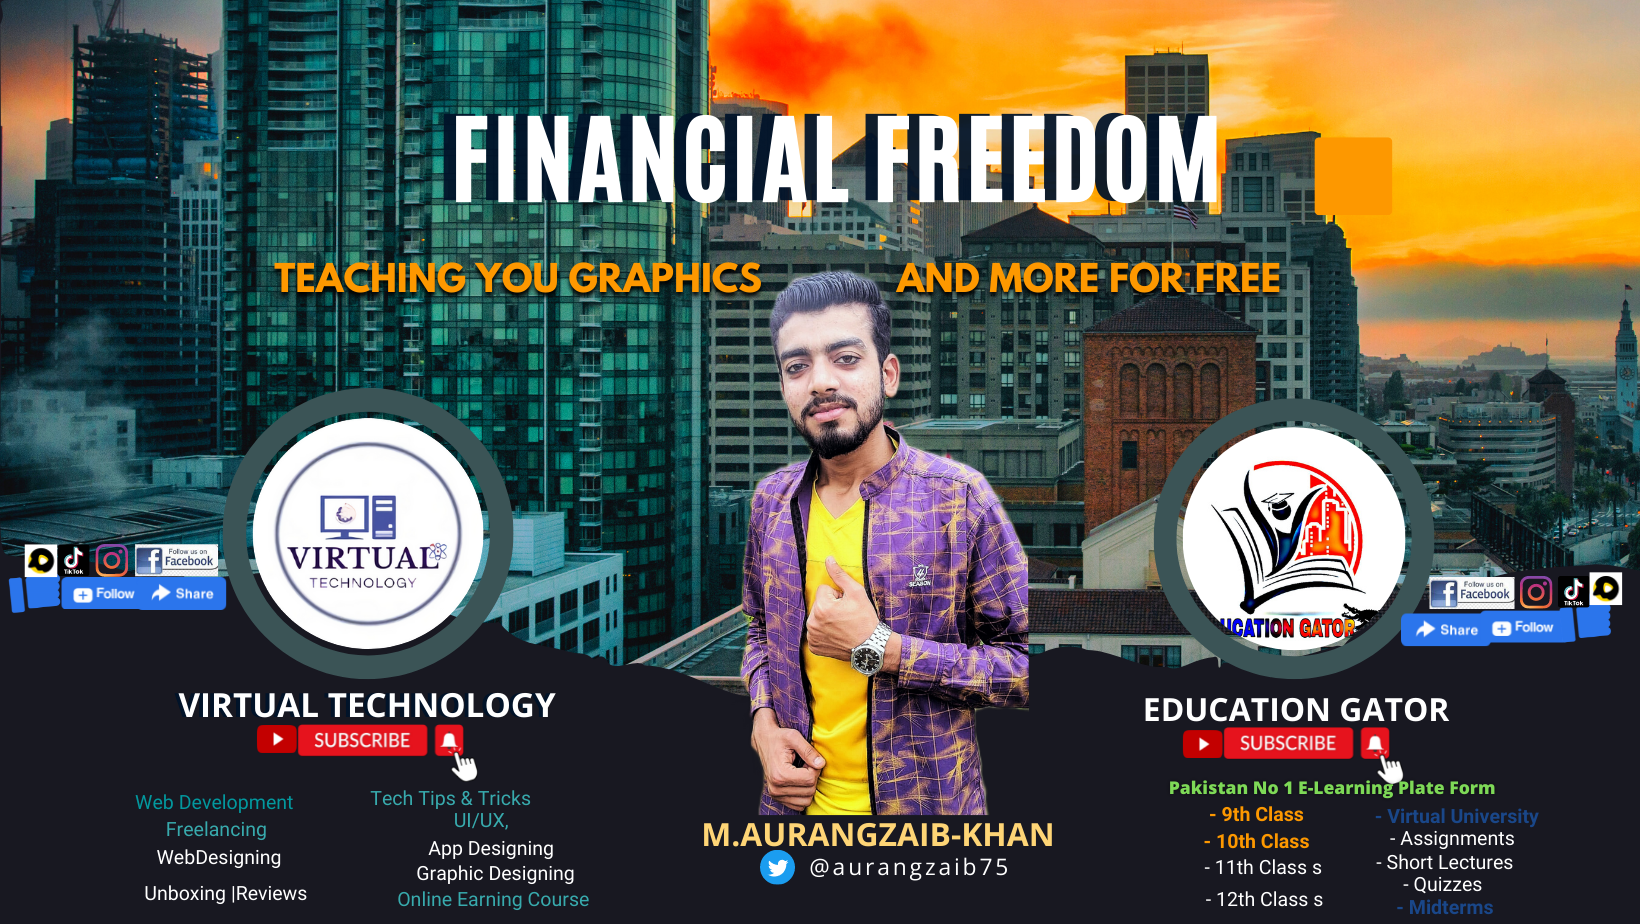 FINANCIAL FREEDOM
TEACHING YOU GRAPHICS AND MORE FOR FREE
VIRTUAL
TECHNOLOGY
UCATION GATOR
TikTok
Follow us on
Facebook
Follow
Share
Follow us on
Facebook
TikTok
Share
Follow
VIRTUAL TECHNOLOGY
SUBSCRIBE
Web Development
Freelancing
WebDesigning
Unboxing |Reviews
Tech Tips & Tricks
UI/UX,
App Designing
Graphic Designing
Online Earning Course
M.AURANGZAIB-KHAN
@aurangzaib75
EDUCATION GATOR
SUBSCRIBE
Pakistan No 1 E-Learning Plate Form
- 9th Class
- 10th Class
- 11th Class s
- 12th Class s
- Virtual University
- Assignments
- Short Lectures
- Quizzes
- Midterms